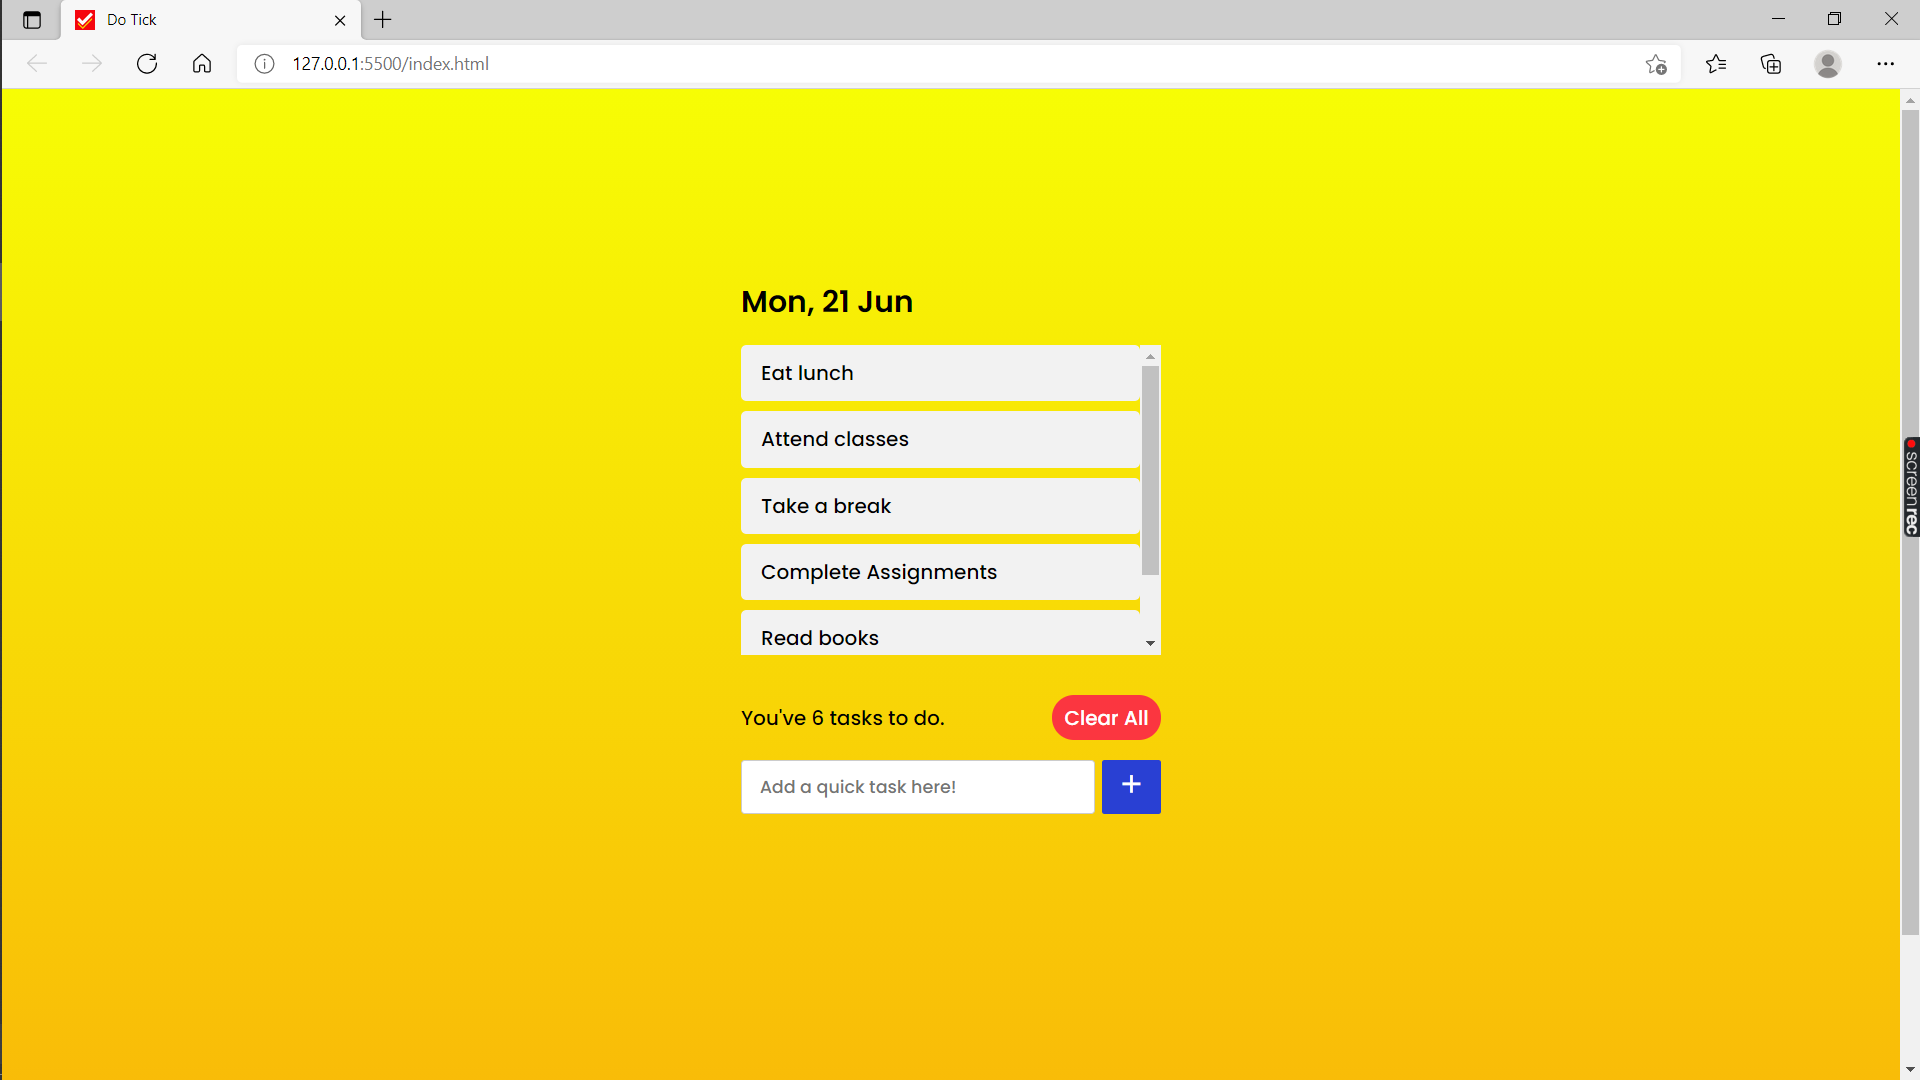 Do Tick
127.0.0.1:5500/index.html
Mon, 21 Jun
Eat lunch
Attend classes
Take a break
Complete Assignments
Read books
You've 6 tasks to do.
Clear All
Add a quick task here!
+
screenrec